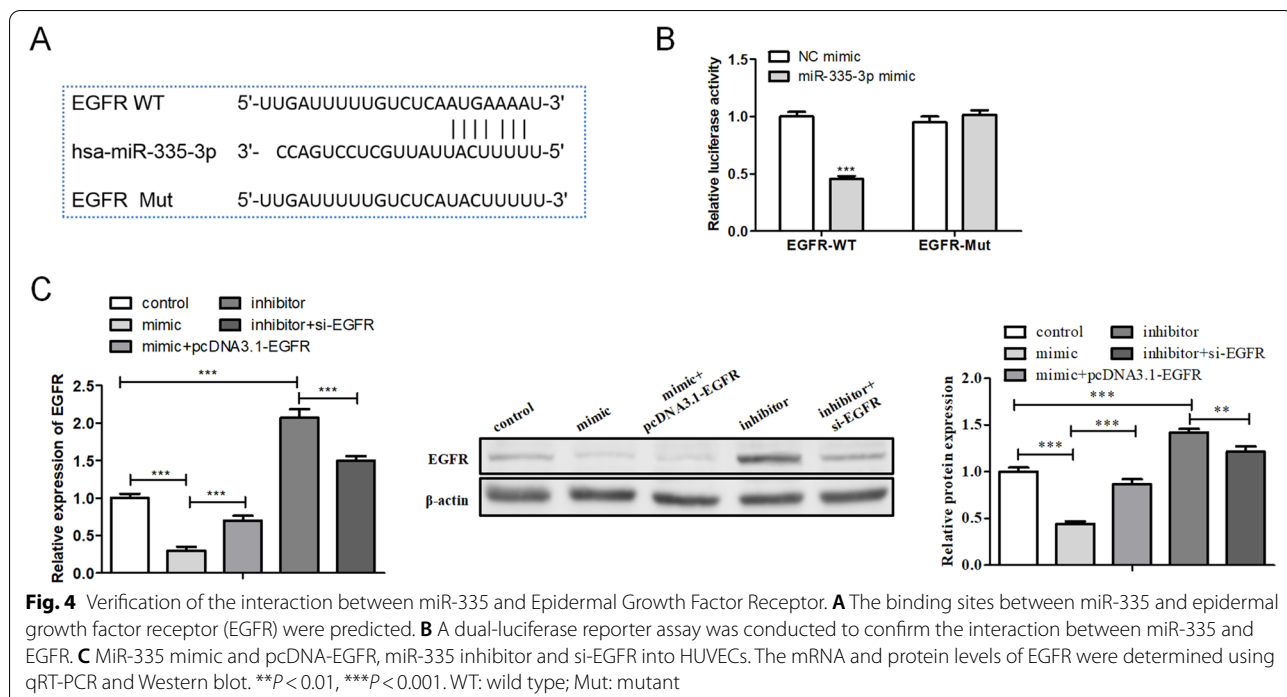 A
EGFR WT 5'-UUGAUUUUUGUCUCAAUGAAAAU-3'
hsa-miR-335-3p 3'- CCAGUCCUCGUUAUUACUUUUU-5'
EGFR Mut 5'-UUGAUUUUUGUCUCAUACUUUUU-3'
B
NC mimic
miR-335-3p mimic
Relative luciferase activity
1.5
1.0
0.5
0.0
***
EGFR-WT EGFR-Mut
C
control inhibitor
mimic inhibitor+si-EGFR
mimic+pcDNA3.1-EGFR
Relative expression of EGFR
2.5
2.0
1.5
1.0
0.5
0.0
*** ***
*** ***
control mimic mimic+ pcDNA3.1-EGFR inhibitor inhibitor+ si-EGFR
EGFR
β-actin
control inhibitor
mimic inhibitor+si-EGFR
mimic+pcDNA3.1-EGFR
Relative protein expression
2.0
1.5
1.0
0.5
0.0
***
*** *** **
Fig. 4 Verification of the interaction between miR-335 and Epidermal Growth Factor Receptor. A The binding sites between miR-335 and epidermal
growth factor receptor (EGFR) were predicted. B A dual-luciferase reporter assay was conducted to confirm the interaction between miR-335 and
EGFR. C MiR-335 mimic and pcDNA-EGFR, miR-335 inhibitor and si-EGFR into HUVECs. The mRNA and protein levels of EGFR were determined using
qRT-PCR and Western blot. **P < 0.01, ***P < 0.001. WT: wild type; Mut: mutant